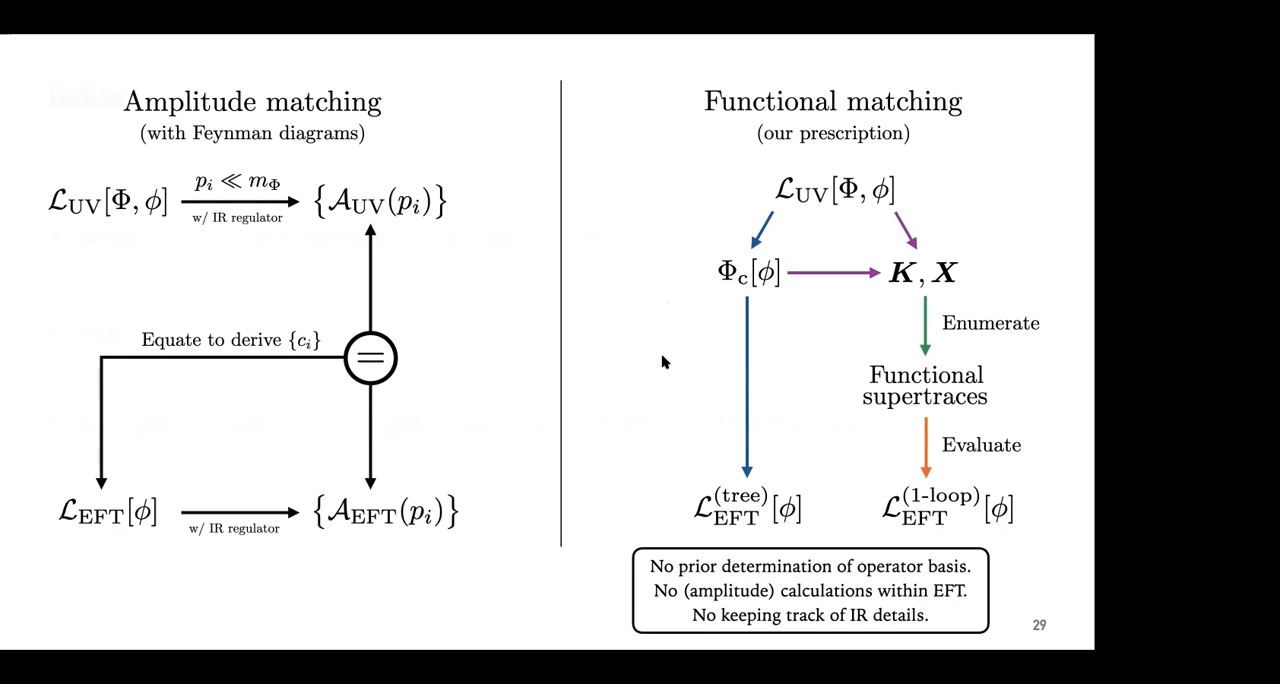 Amplitude matching
(with Feynman diagrams)
ℒ_UV[Φ, ϕ]
p_i ≪ m_Φ
w/ IR regulator
{𝒜_UV(p_i)}
Equate to derive {c_i}
=
ℒ_EFT[ϕ]
w/ IR regulator
{𝒜_EFT(p_i)}
Functional matching
(our prescription)
ℒ_UV[Φ, ϕ]
Φ_c[ϕ]
K, X
Enumerate
Functional
supertraces
Evaluate
ℒ_EFT^(tree)[ϕ]
ℒ_EFT^(1-loop)[ϕ]
No prior determination of operator basis.
No (amplitude) calculations within EFT.
No keeping track of IR details.
29